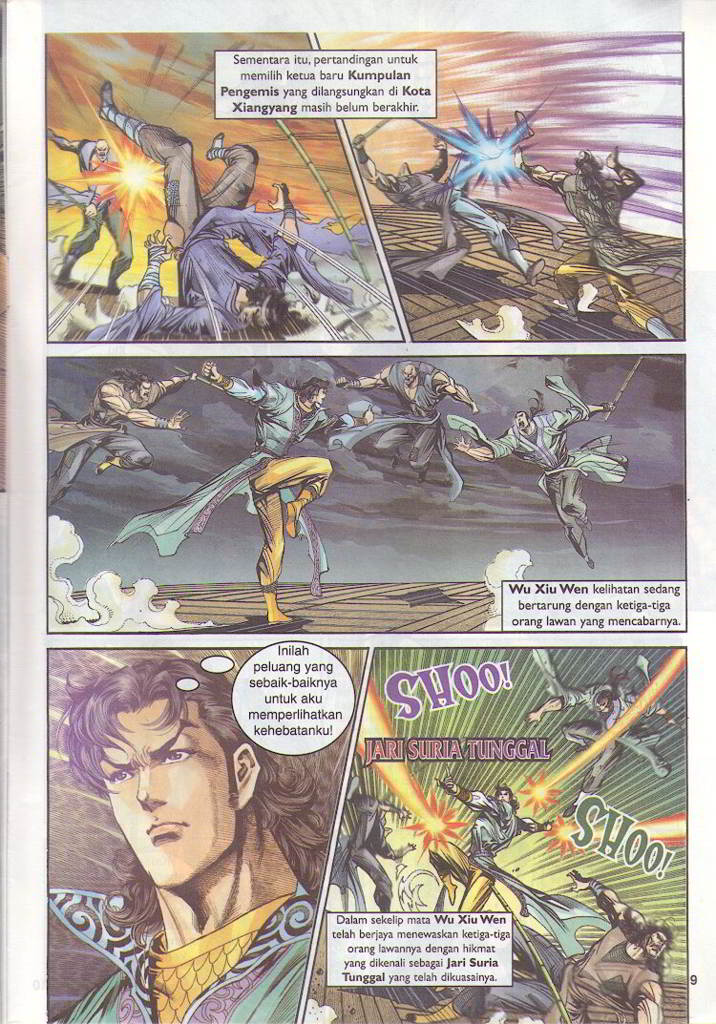 Sementara itu, pertandingan untuk
memilih ketua baru Kumpulan
Pengemis yang dilangsungkan di Kota
Xiangyang masih belum berakhir.
Wu Xiu Wen kelihatan sedang
bertarung dengan ketiga-tiga
orang lawan yang mencabarnya.
Inilah
peluang yang
sebaik-baiknya
untuk aku
memperlihatkan
kehebatanku!
SHOO!
JARI SURIA TUNGGAL
SHOO!
Dalam sekelip mata Wu Xiu Wen
telah berjaya menewaskan ketiga-tiga
orang lawannya dengan hikmat
yang dikenali sebagai Jari Suria
Tunggal yang telah dikuasainya.
9